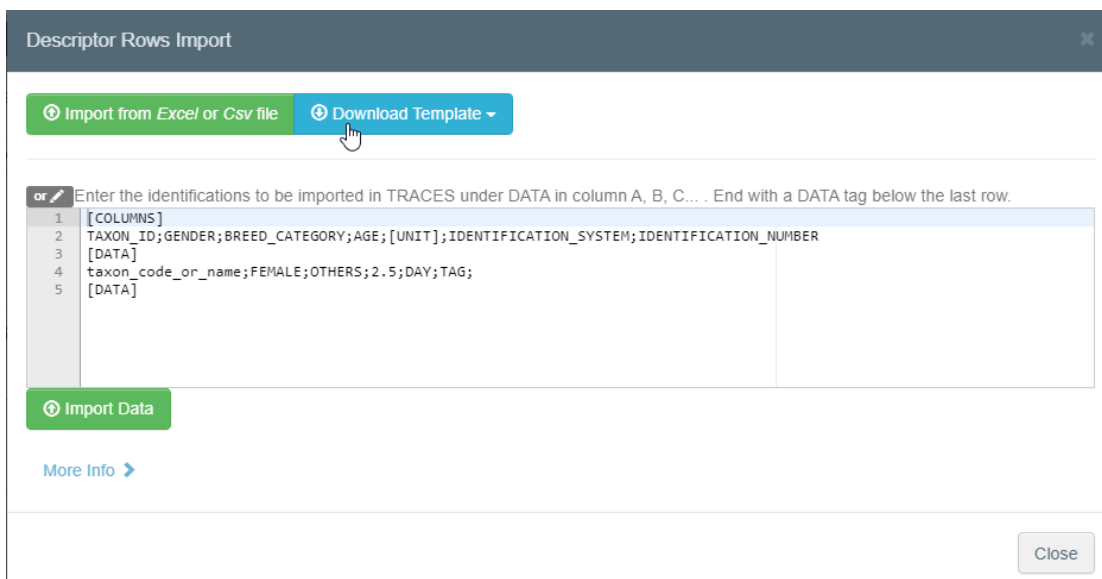 Descriptor Rows Import
Import from Excel or Csv file
Download Template
or Enter the identifications to be imported in TRACES under DATA in column A, B, C... . End with a DATA tag below the last row.
1 [COLUMNS]
2 TAXON_ID;GENDER;BREED_CATEGORY;AGE;[UNIT];IDENTIFICATION_SYSTEM;IDENTIFICATION_NUMBER
3 [DATA]
4 taxon_code_or_name;FEMALE;OTHERS;2.5;DAY;TAG;
5 [DATA]
Import Data
More Info
Close